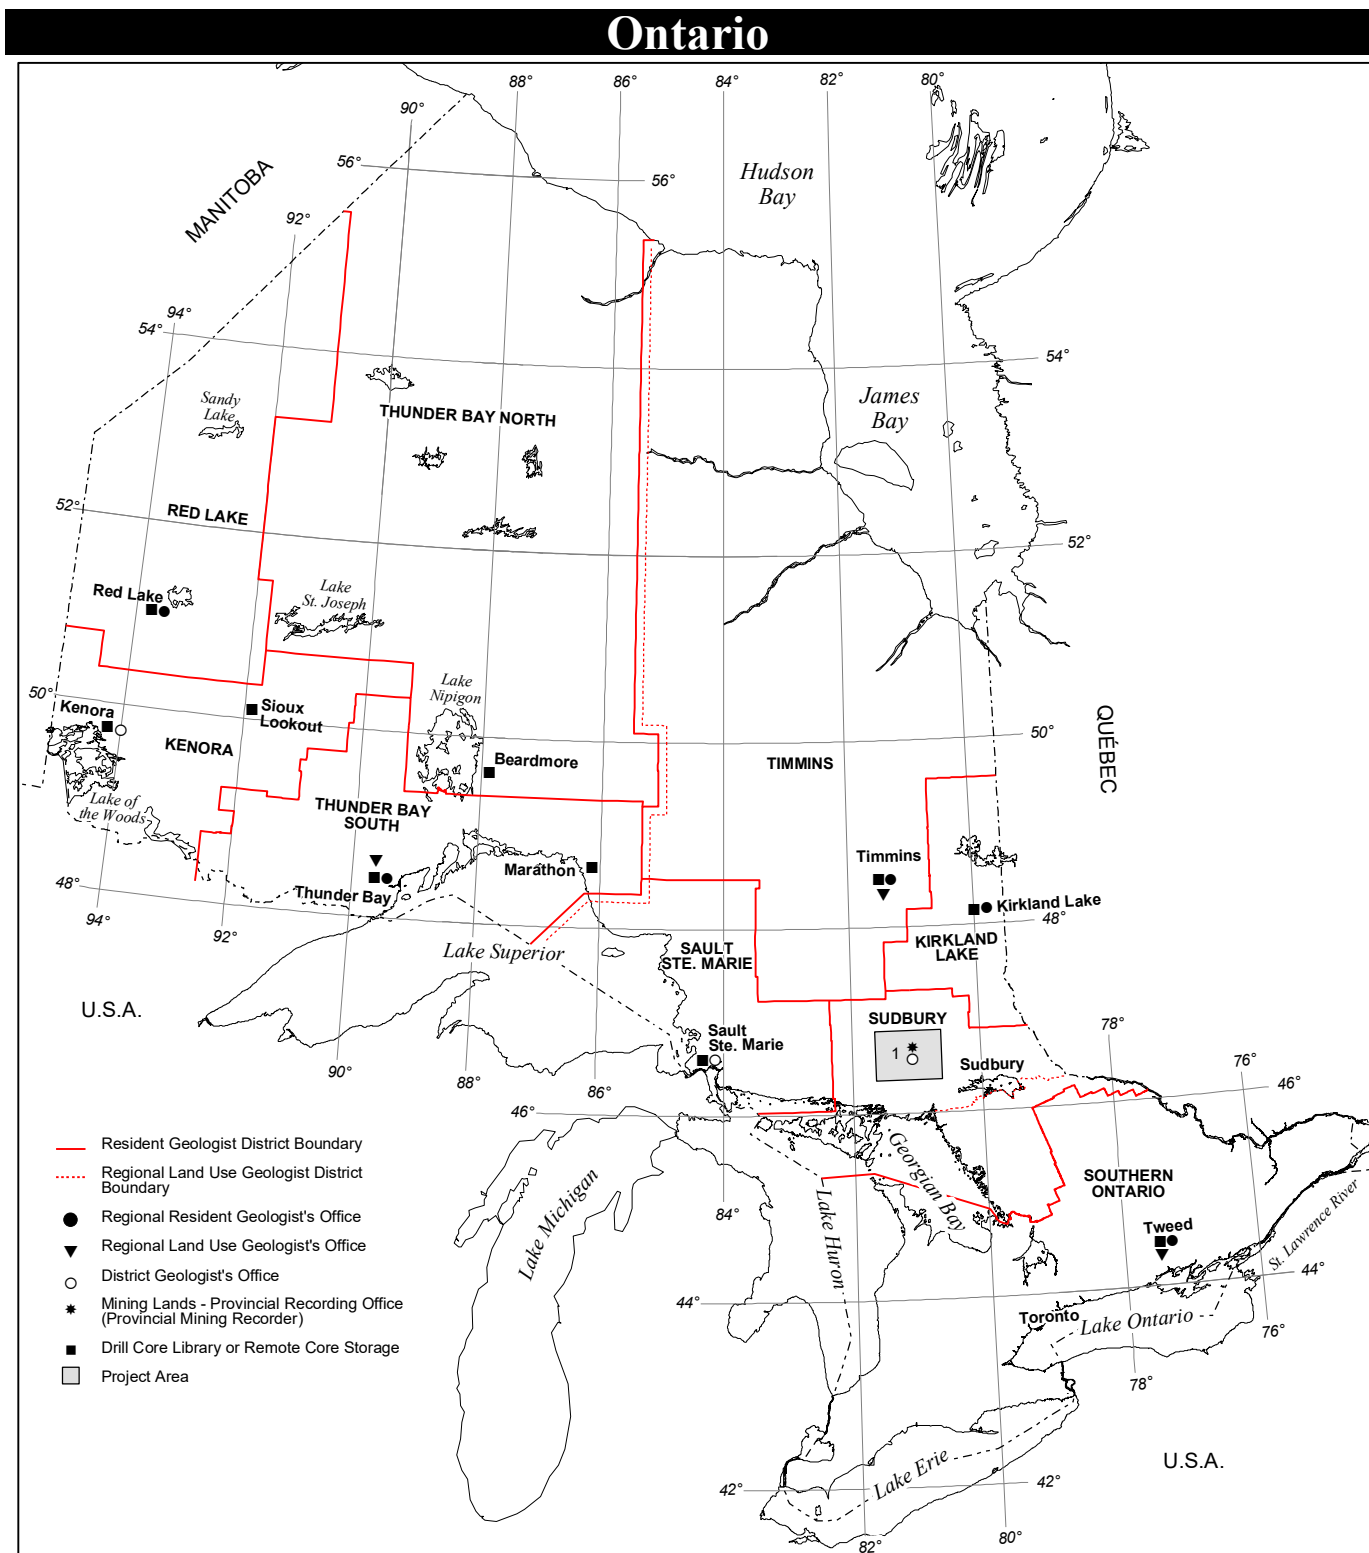 Ontario
88°
86°
84°
82°
80°
90°
56°
56°
Hudson
Bay
MANITOBA
92°
94°
54°
54°
Sandy
Lake
THUNDER BAY NORTH
James
Bay
52°
RED LAKE
52°
Red Lake
Lake
St. Joseph
50°
Lake
Nipigon
Kenora
Sioux
Lookout
KENORA
QUÉBEC
50°
Beardmore
TIMMINS
Lake of
the Woods
THUNDER BAY
SOUTH
Timmins
Marathon
48°
Thunder Bay
Kirkland Lake
94°
48°
92°
Lake Superior
SAULT
STE. MARIE
KIRKLAND
LAKE
U.S.A.
SUDBURY
78°
Sault
Ste. Marie
1
Sudbury
76°
90°
88°
86°
46°
46°
Georgian Bay
Resident Geologist District Boundary
Regional Land Use Geologist District
Boundary
Lake Michigan
84°
Lake Huron
SOUTHERN
ONTARIO
St. Lawrence River
Regional Resident Geologist's Office
Tweed
Regional Land Use Geologist's Office
District Geologist's Office
44°
44°
Mining Lands - Provincial Recording Office
(Provincial Mining Recorder)
Toronto
Lake Ontario
76°
Drill Core Library or Remote Core Storage
Project Area
78°
U.S.A.
Lake Erie
42°
42°
82°
80°